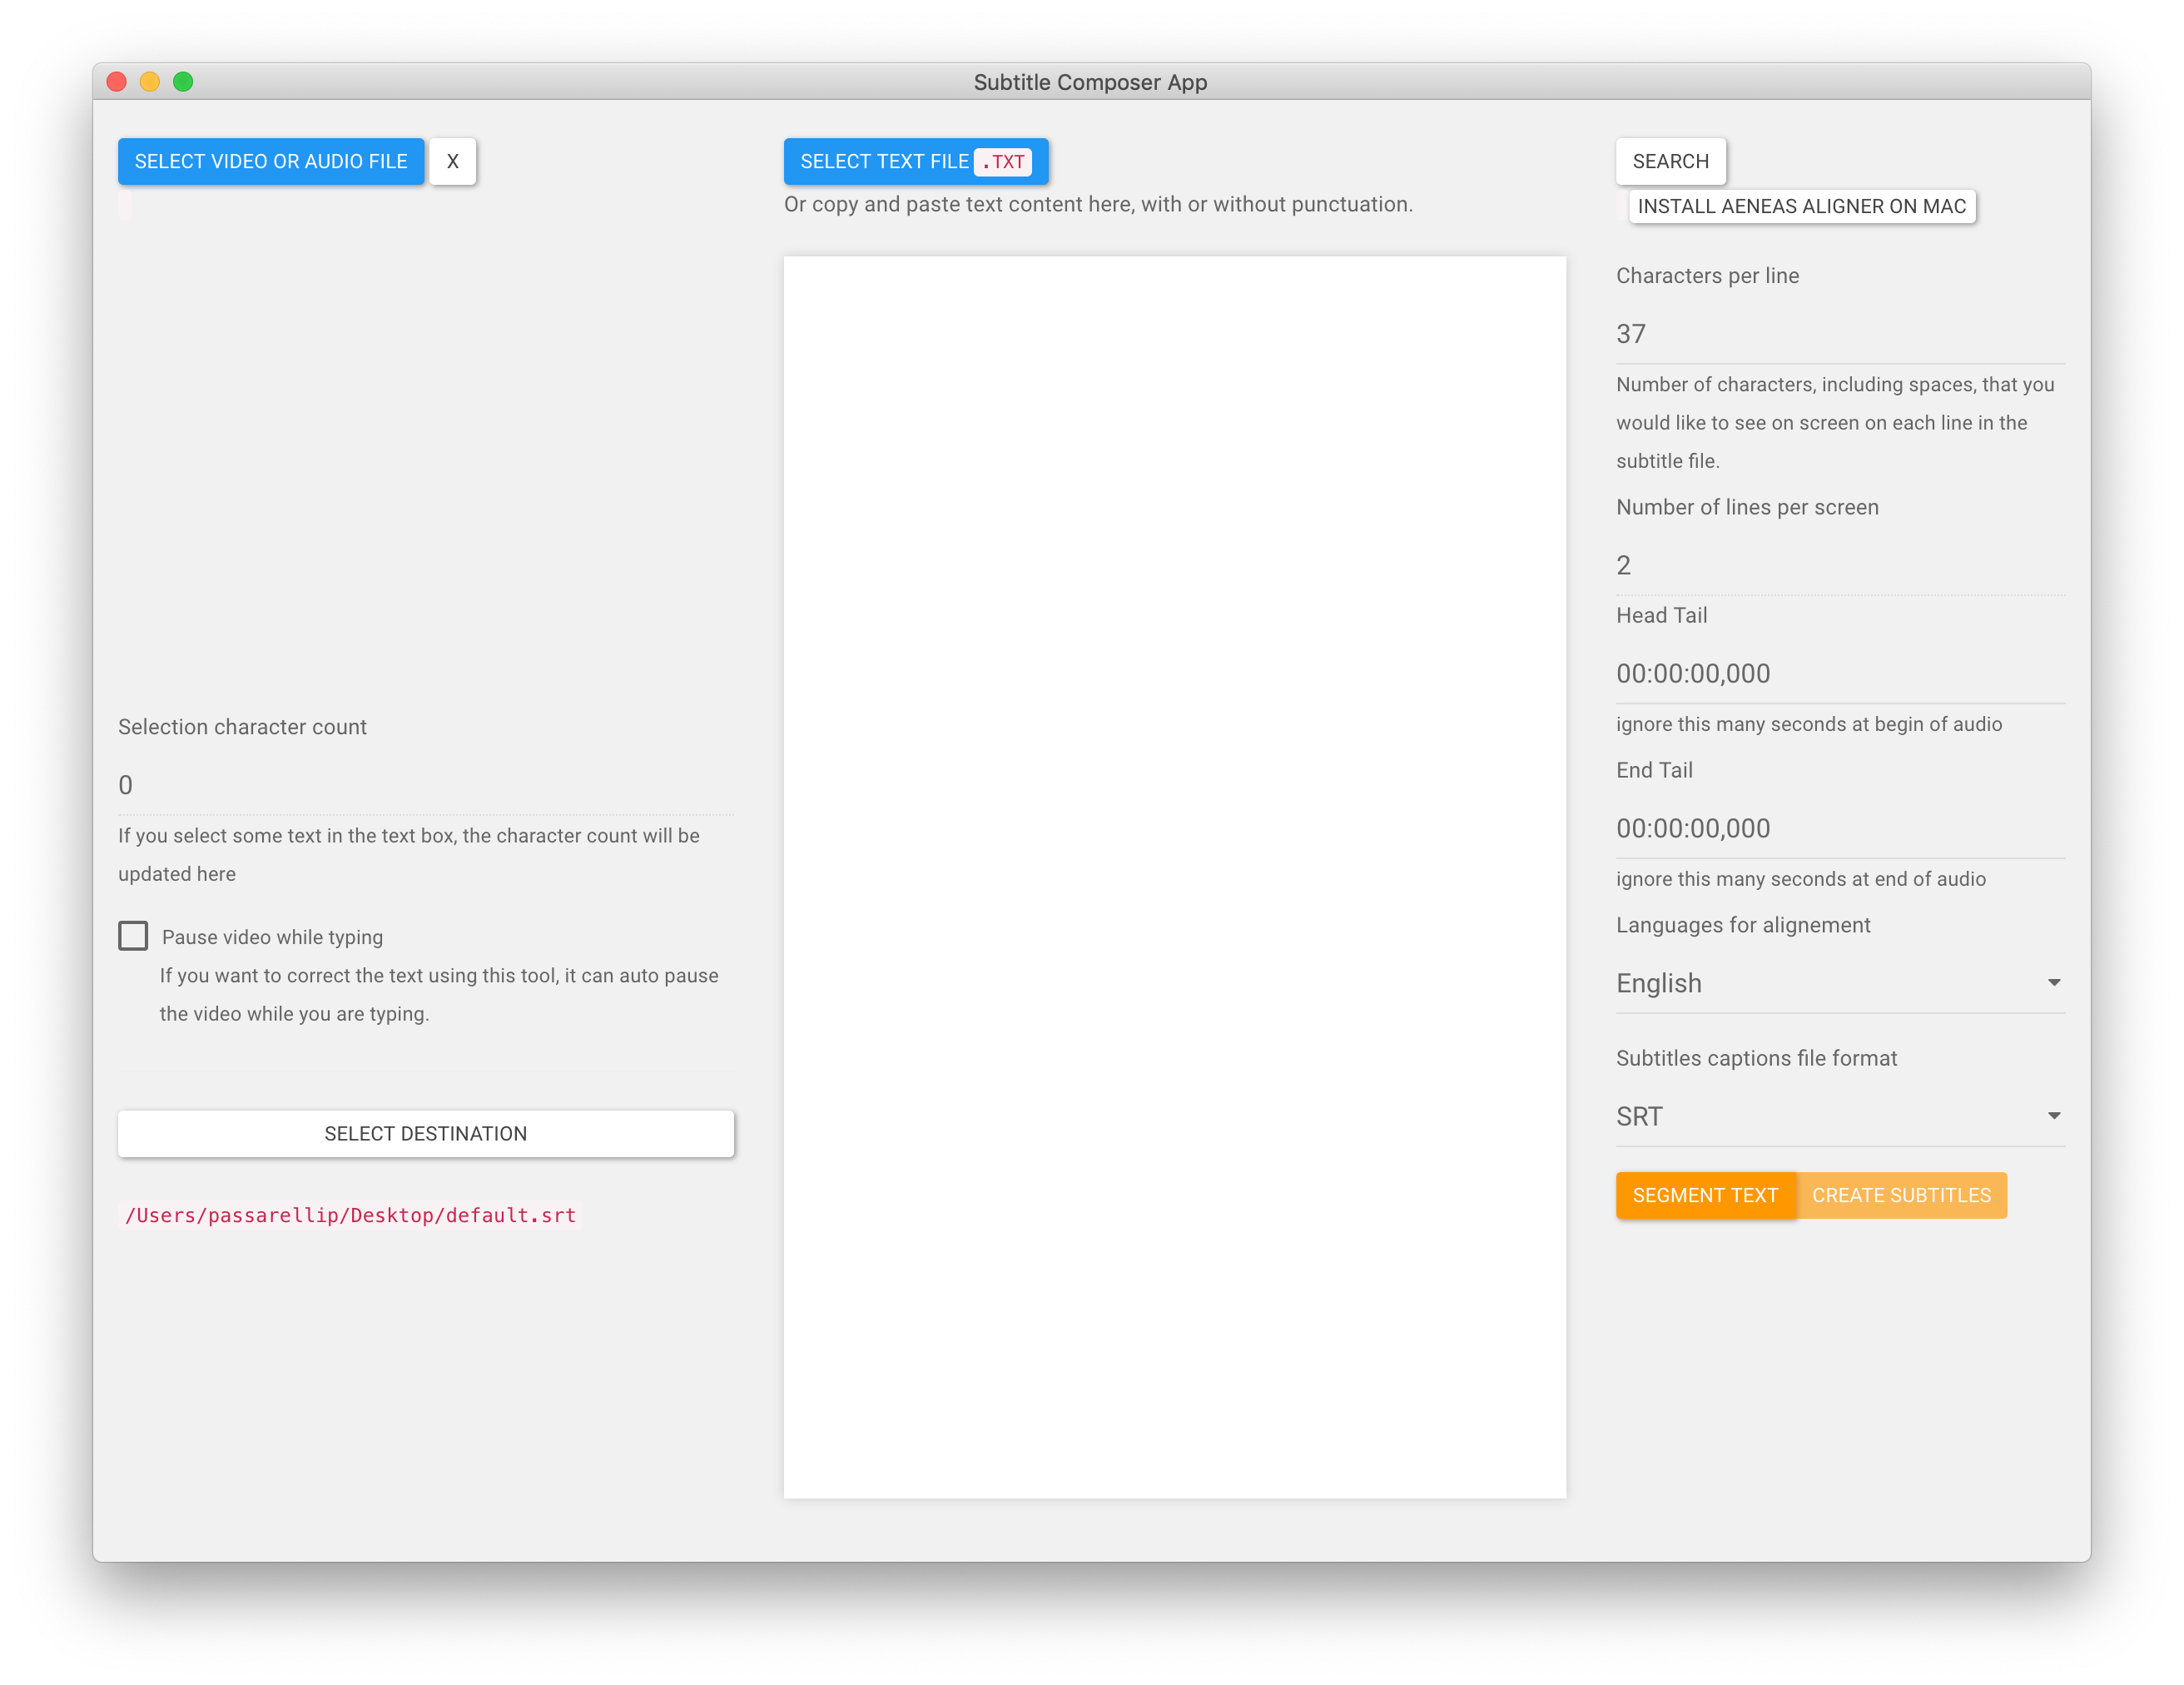 Subtitle Composer App
SELECT VIDEO OR AUDIO FILE
X
Selection character count
0
If you select some text in the text box, the character count will be
updated here
Pause video while typing
If you want to correct the text using this tool, it can auto pause
the video while you are typing.
SELECT DESTINATION
/Users/passarellip/Desktop/default.srt
SELECT TEXT FILE .TXT
Or copy and paste text content here, with or without punctuation.
SEARCH
INSTALL AENEAS ALIGNER ON MAC
Characters per line
37
Number of characters, including spaces, that you
would like to see on screen on each line in the
subtitle file.
Number of lines per screen
2
Head Tail
00:00:00,000
ignore this many seconds at begin of audio
End Tail
00:00:00,000
ignore this many seconds at end of audio
Languages for alignement
English
Subtitles captions file format
SRT
SEGMENT TEXT
CREATE SUBTITLES